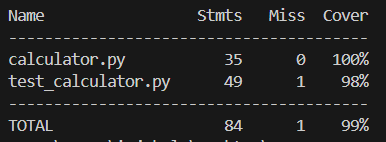 Name Stmts Miss Cover
----------------------------------------
calculator.py 35 0 100%
test_calculator.py 49 1 98%
----------------------------------------
TOTAL 84 1 99%